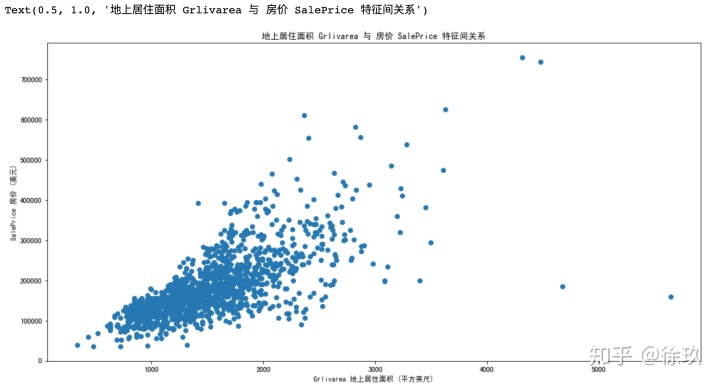 Text(0.5, 1.0, '地上居住面积 Grlivarea 与 房价 SalePrice 特征间关系')
地上居住面积 Grlivarea 与 房价 SalePrice 特征间关系
700000
600000
500000
400000
300000
200000
100000
0
SalePrice 房价 (美元)
1000 2000 3000 4000 5000
Grlivarea 地上居住面积 (平方英尺)
知乎 @徐玖